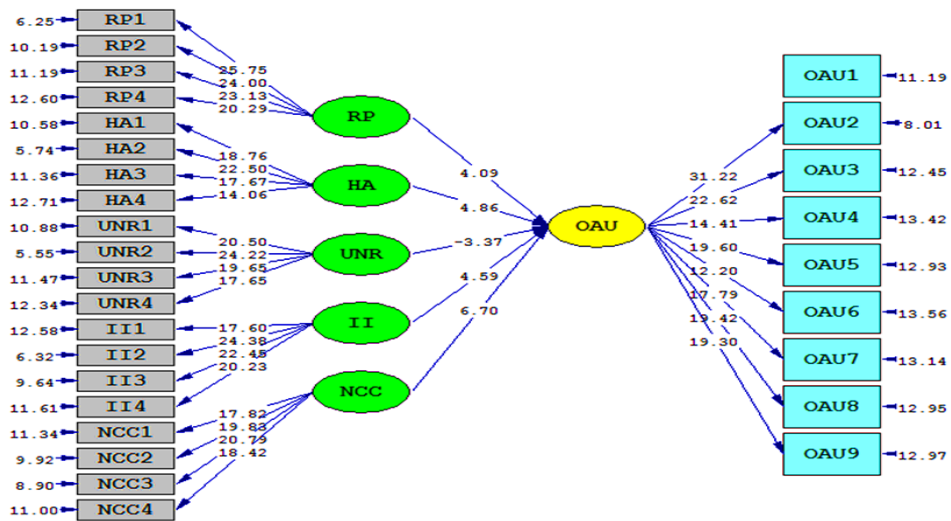 6.25 RP1
10.19 RP2
11.19 RP3
12.60 RP4
10.58 HA1
5.74 HA2
11.36 HA3
12.71 HA4
10.88 UNR1
5.55 UNR2
11.47 UNR3
12.34 UNR4
12.58 II1
6.32 II2
9.64 II3
11.61 II4
11.34 NCC1
9.92 NCC2
8.90 NCC3
11.00 NCC4
25.75
24.00
23.13
20.29
18.76
22.50
17.67
14.06
20.50
24.22
19.65
17.65
17.60
24.38
22.45
20.23
17.82
19.83
20.79
18.42
RP
HA
UNR
II
NCC
4.09
4.86
-3.37
4.59
6.70
OAU
31.22
22.62
14.41
19.60
12.20
17.79
19.42
19.30
OAU1 11.19
OAU2 8.01
OAU3 12.45
OAU4 13.42
OAU5 12.93
OAU6 13.56
OAU7 13.14
OAU8 12.95
OAU9 12.97